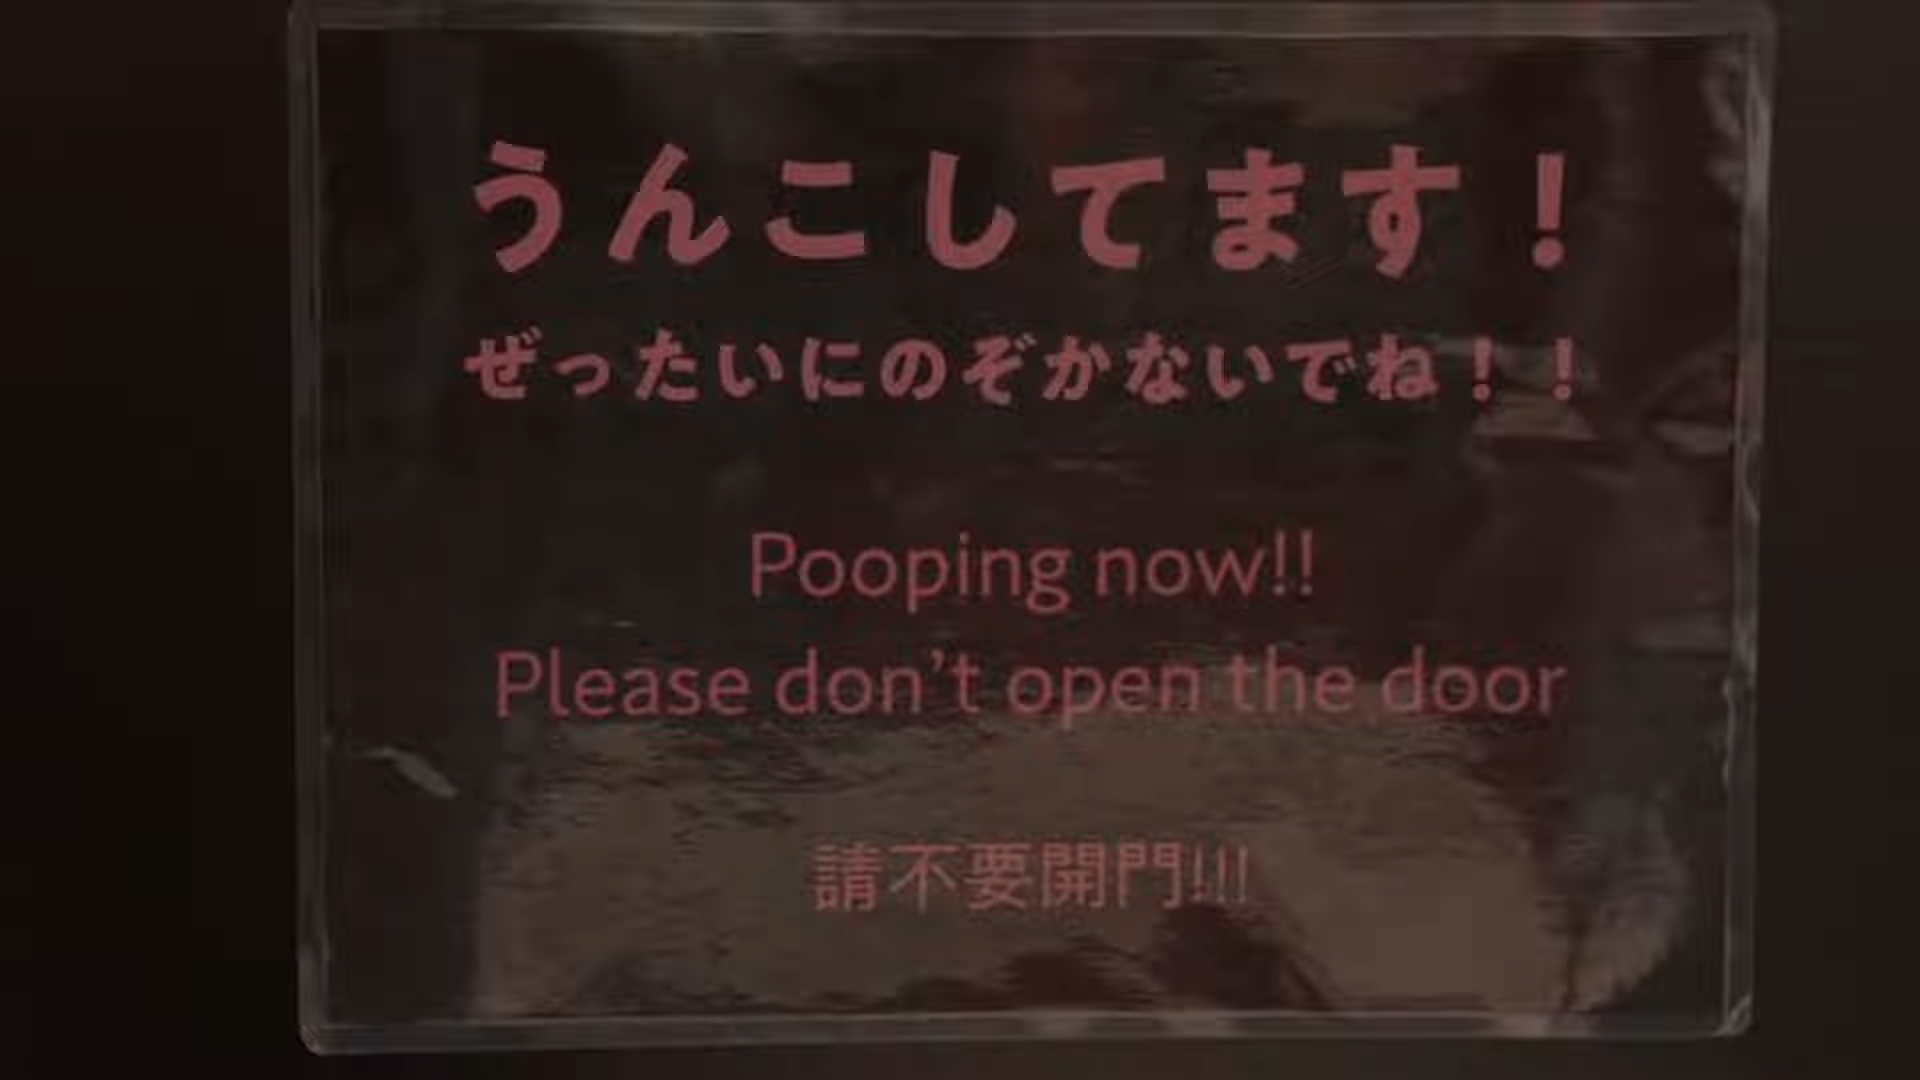 うんこしてます！
ぜったいにのぞかないでね！！
Pooping now!!
Please don't open the door
請不要開門!!!